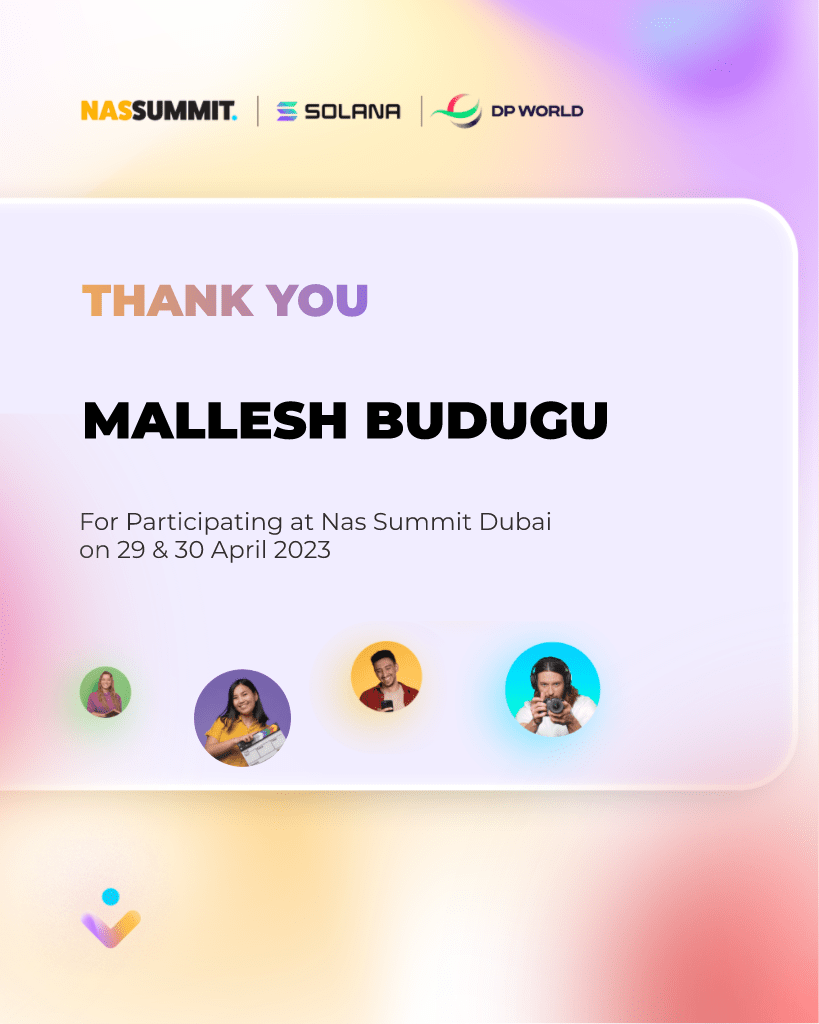 NASSUMMIT. | SOLANA | DP WORLD
THANK YOU
MALLESH BUDUGU
For Participating at Nas Summit Dubai
on 29 & 30 April 2023